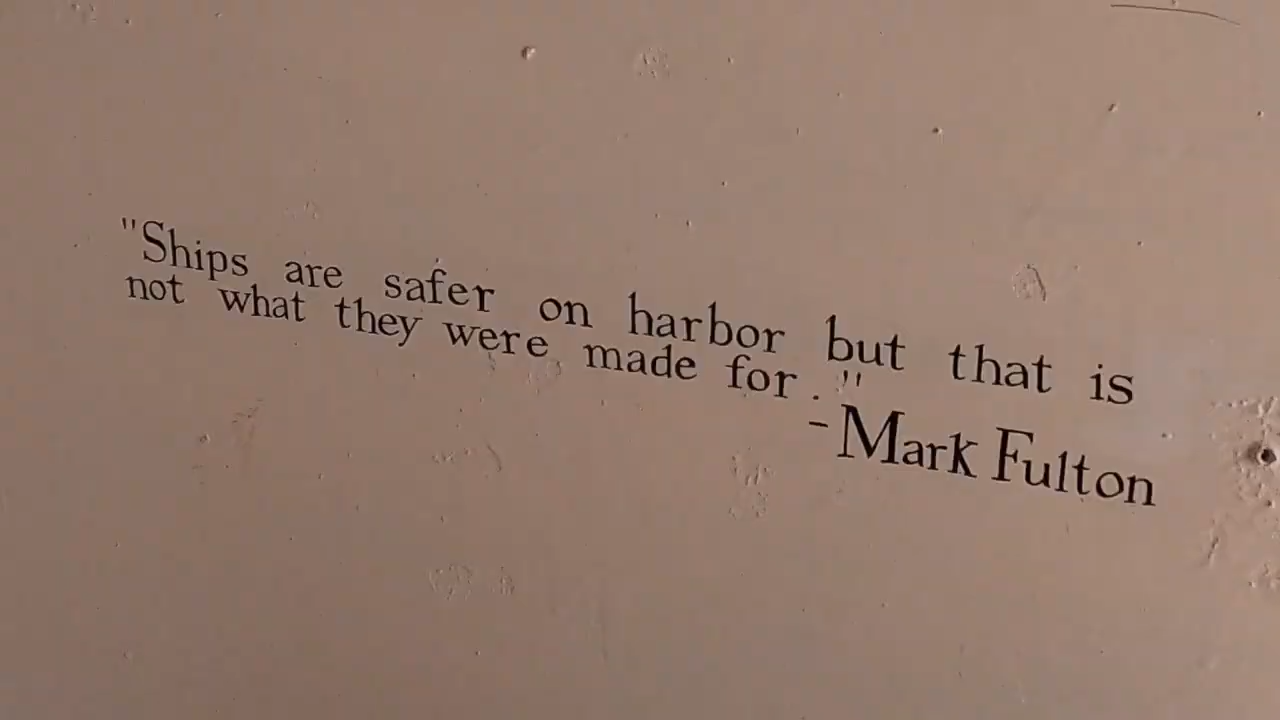 "Ships are safer on harbor but that is
not what they were made for."
-Mark Fulton